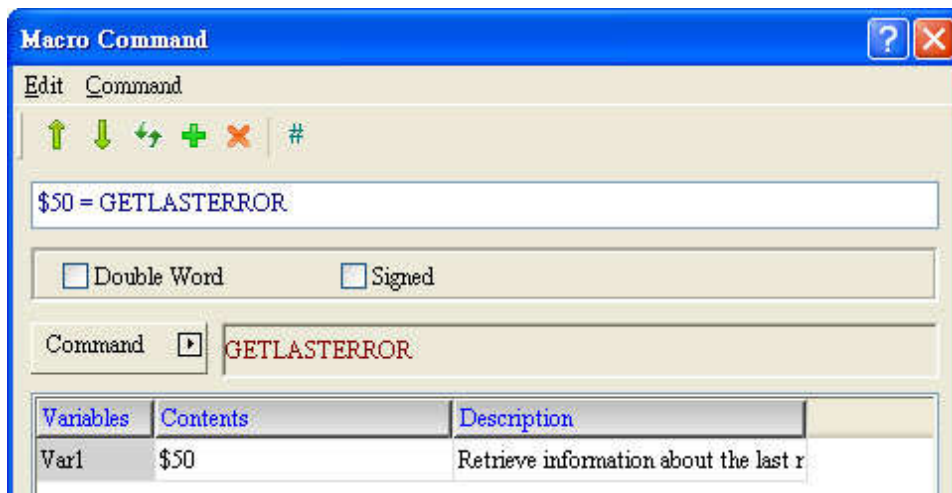 Macro Command
Edit Command
#
$50 = GETLASTERROR
Double Word Signed
Command GETLASTERROR
Variables Contents Description
Var1 $50 Retrieve information about the last r